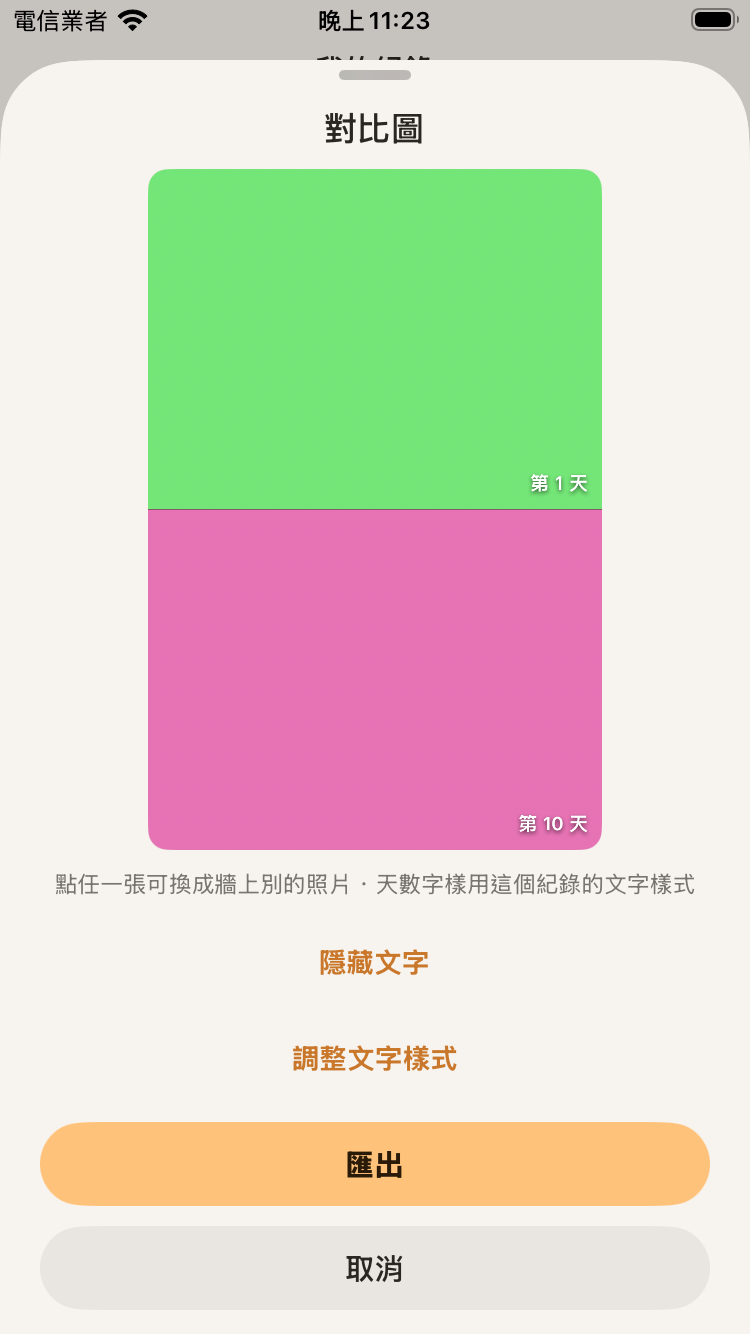 電信業者 晚上11:23
對比圖
第 1 天
第 10 天
點任一張可換成牆上別的照片 · 天數字樣用這個紀錄的文字樣式
隱藏文字
調整文字樣式
匯出
取消